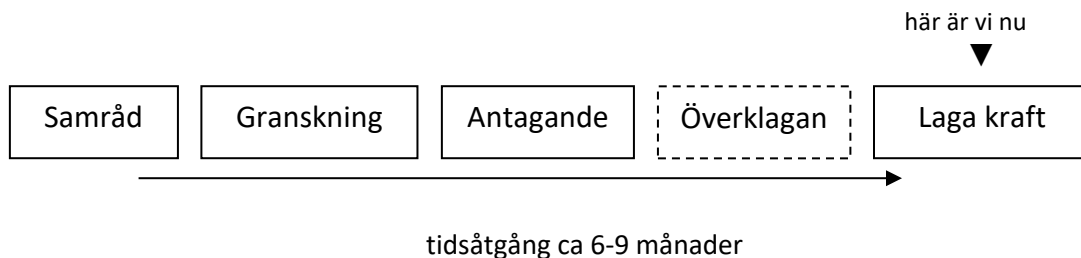 här är vi nu
Samråd Granskning Antagande Överklagan Laga kraft
tidsåtgång ca 6-9 månader